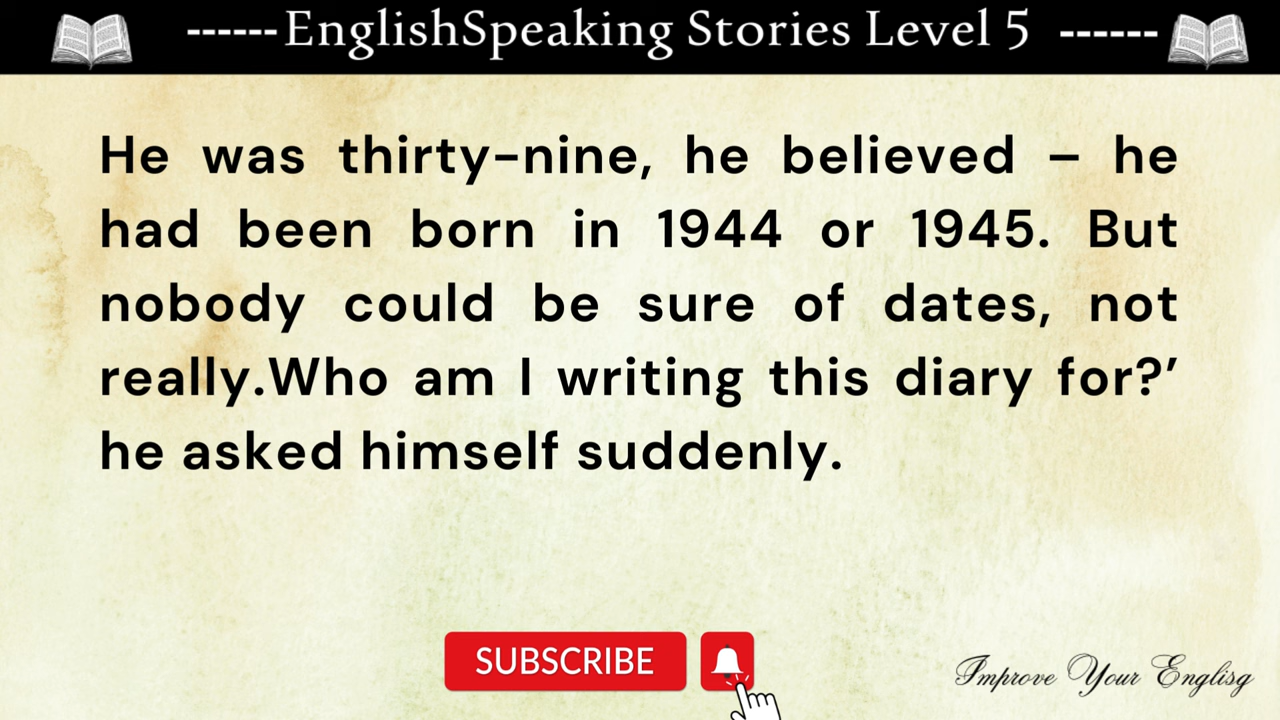 ------EnglishSpeaking Stories Level 5 ------
He was thirty-nine, he believed – he
had been born in 1944 or 1945. But
nobody could be sure of dates, not
really.Who am I writing this diary for?’
he asked himself suddenly.
SUBSCRIBE
Improve Your Englisg